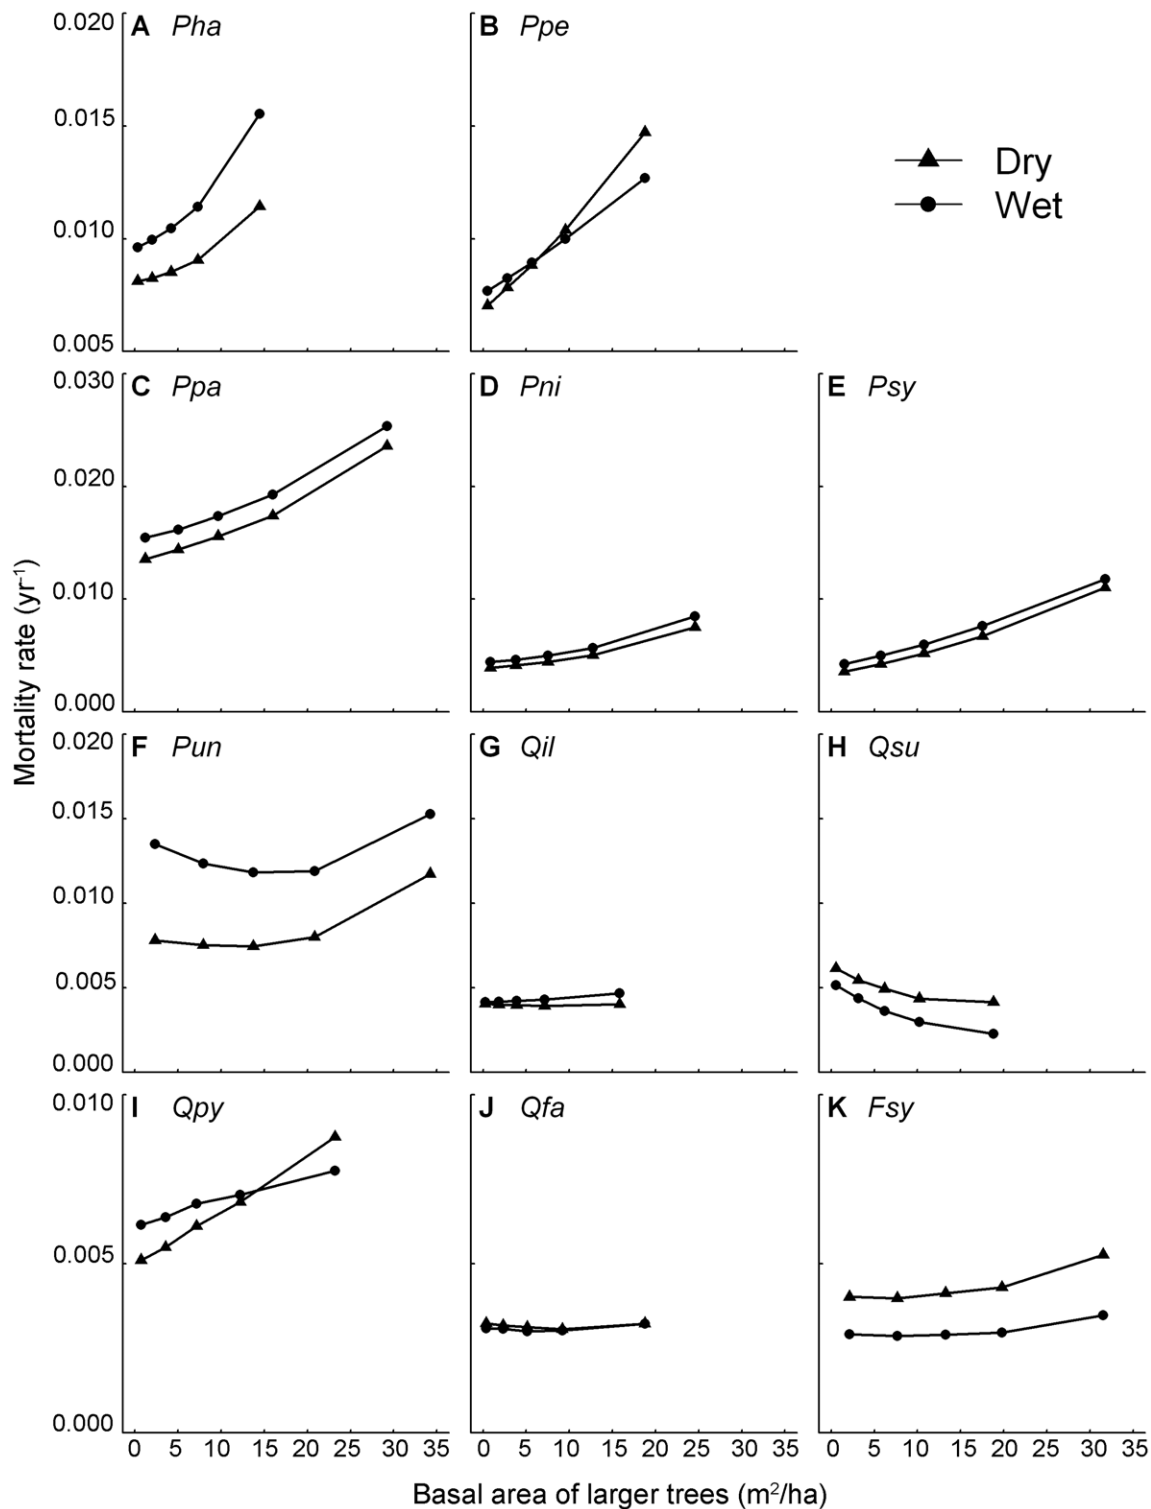 A Pha
B Ppe
0.020
0.015
0.010
0.005
Dry
Wet
C Ppa
D Pni
E Psy
0.030
0.020
0.010
0.000
F Pun
G Qil
H Qsu
0.020
0.015
0.010
0.005
0.000
I Qpy
J Qfa
K Fsy
0.010
0.005
0.000
0 5 10 15 20 25 30 35
0 5 10 15 20 25 30 35
0 5 10 15 20 25 30 35
Mortality rate (yr⁻¹)
Basal area of larger trees (m²/ha)